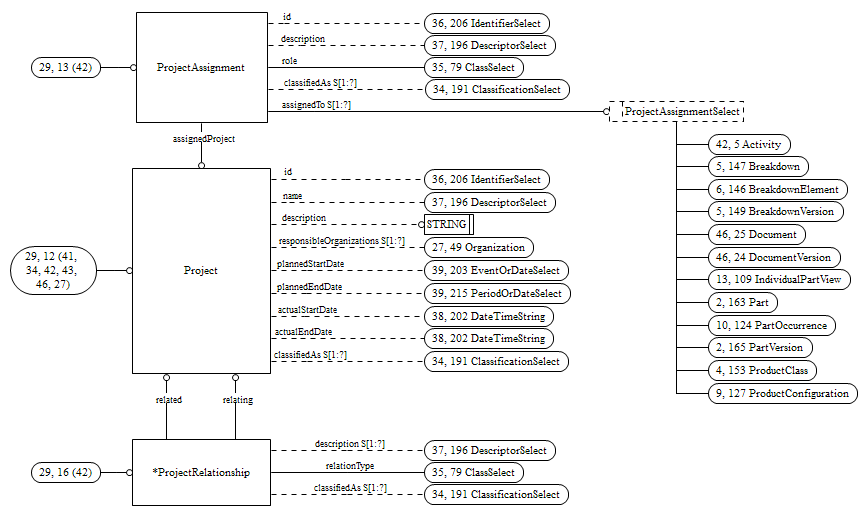 id
36, 206 IdentifierSelect
description
37, 196 DescriptorSelect
29, 13 (42)
ProjectAssignment
role
35, 79 ClassSelect
classifiedAs S[1:?]
34, 191 ClassificationSelect
assignedTo S[1:?]
ProjectAssignmentSelect
assignedProject
42, 5 Activity
5, 147 Breakdown
6, 146 BreakdownElement
5, 149 BreakdownVersion
46, 25 Document
46, 24 DocumentVersion
13, 109 IndividualPartView
2, 163 Part
10, 124 PartOccurrence
2, 165 PartVersion
4, 153 ProductClass
9, 127 ProductConfiguration
id
36, 206 IdentifierSelect
name
37, 196 DescriptorSelect
description
STRING
responsibleOrganizations S[1:?]
27, 49 Organization
29, 12 (41,
34, 42, 43,
46, 27)
Project
plannedStartDate
39, 203 EventOrDateSelect
plannedEndDate
39, 215 PeriodOrDateSelect
actualStartDate
38, 202 DateTimeString
actualEndDate
38, 202 DateTimeString
classifiedAs S[1:?]
34, 191 ClassificationSelect
related
relating
description S[1:?]
37, 196 DescriptorSelect
29, 16 (42)
*ProjectRelationship
relationType
35, 79 ClassSelect
classifiedAs S[1:?]
34, 191 ClassificationSelect